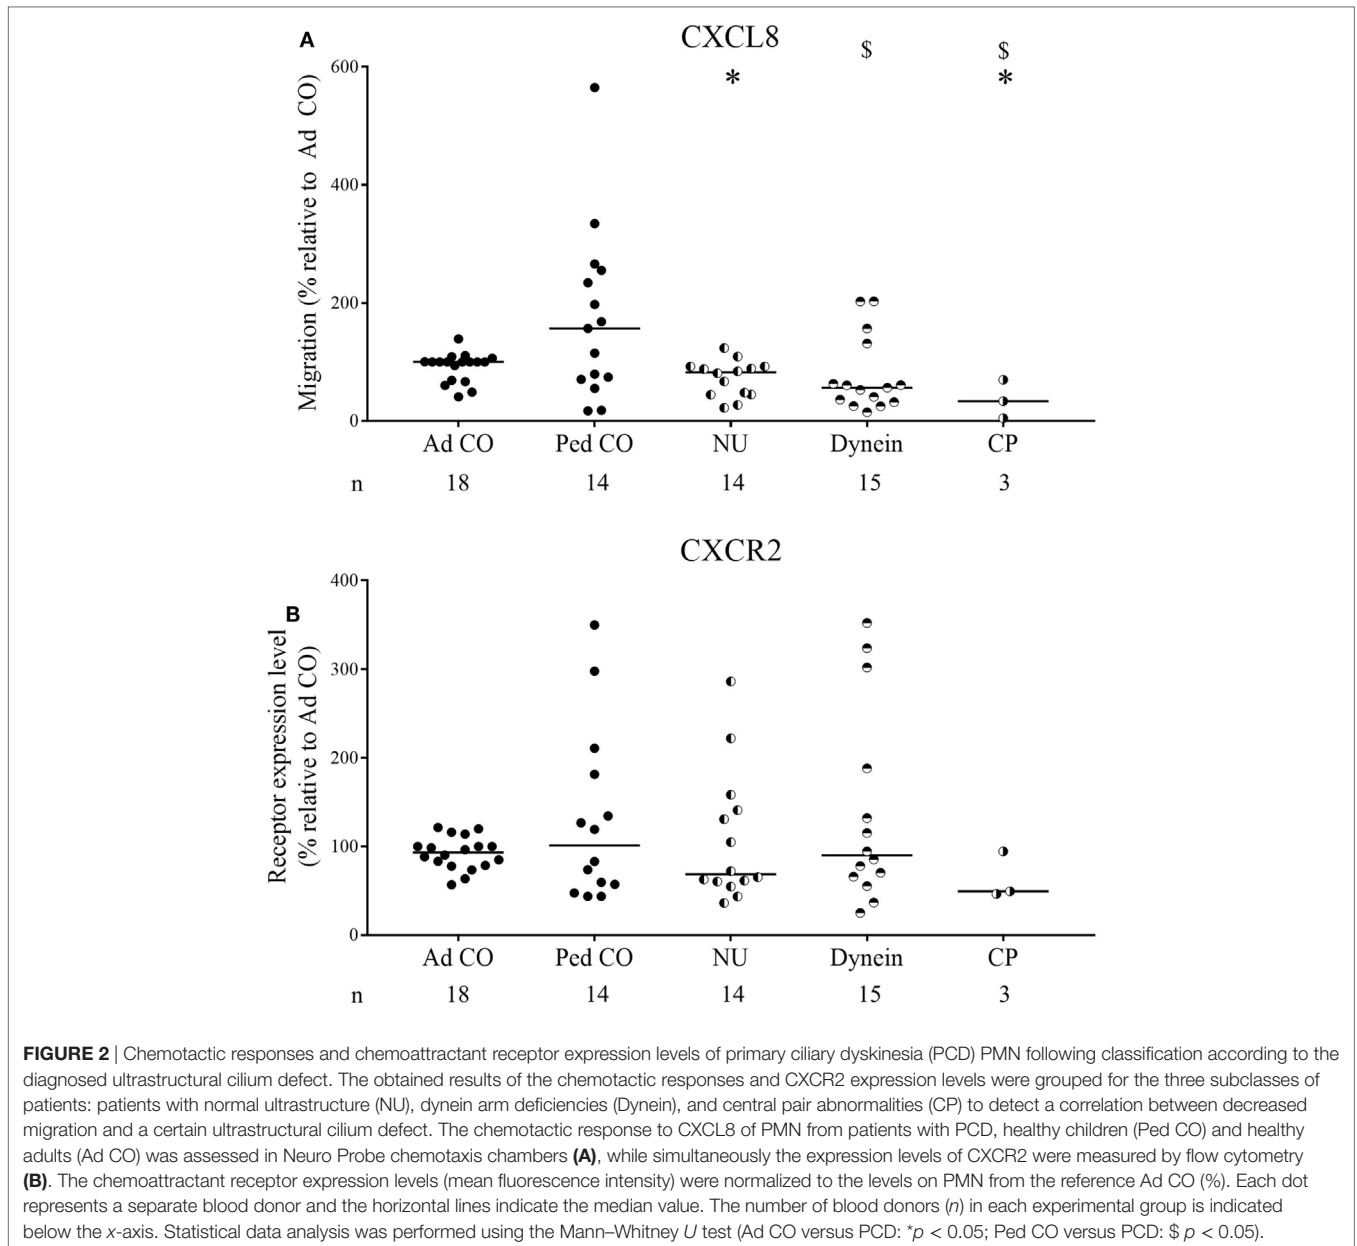 A
CXCL8
$
$
*
*
Migration (% relative to Ad CO)
600
400
200
0
Ad CO
Ped CO
NU
Dynein
CP
n
18
14
14
15
3
CXCR2
B
Receptor expression level
(% relative to Ad CO)
400
300
200
100
0
Ad CO
Ped CO
NU
Dynein
CP
n
18
14
14
15
3
FIGURE 2 | Chemotactic responses and chemoattractant receptor expression levels of primary ciliary dyskinesia (PCD) PMN following classification according to the
diagnosed ultrastructural cilium defect. The obtained results of the chemotactic responses and CXCR2 expression levels were grouped for the three subclasses of
patients: patients with normal ultrastructure (NU), dynein arm deficiencies (Dynein), and central pair abnormalities (CP) to detect a correlation between decreased
migration and a certain ultrastructural cilium defect. The chemotactic response to CXCL8 of PMN from patients with PCD, healthy children (Ped CO) and healthy
adults (Ad CO) was assessed in Neuro Probe chemotaxis chambers (A), while simultaneously the expression levels of CXCR2 were measured by flow cytometry
(B). The chemoattractant receptor expression levels (mean fluorescence intensity) were normalized to the levels on PMN from the reference Ad CO (%). Each dot
represents a separate blood donor and the horizontal lines indicate the median value. The number of blood donors (n) in each experimental group is indicated
below the x-axis. Statistical data analysis was performed using the Mann–Whitney U test (Ad CO versus PCD: *p < 0.05; Ped CO versus PCD: $ p < 0.05).